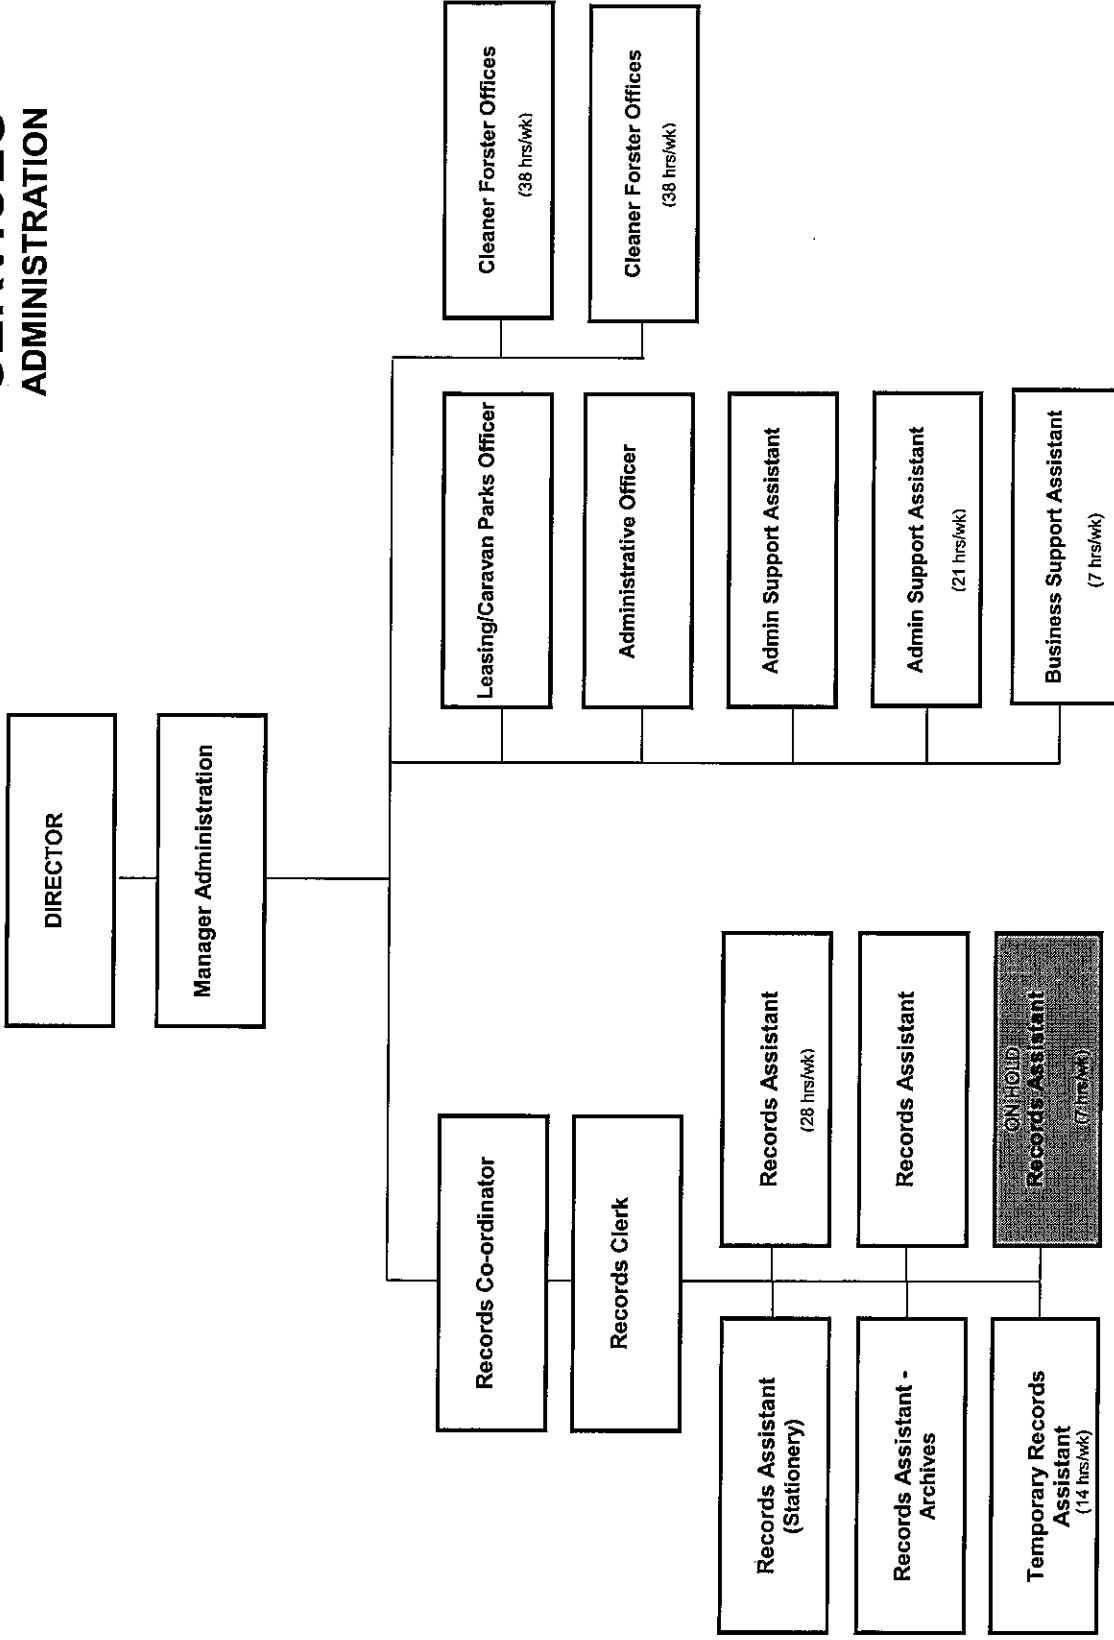 ADMINISTRATION
DIRECTOR
Manager Administration
Records Co-ordinator
Records Clerk
Records Assistant
(Stationery)
Records Assistant -
Archives
Temporary Records
Assistant
(14 hrs/wk)
Records Assistant
(28 hrs/wk)
Records Assistant
ON HOLD
Records Assistant
(7 hrs/wk)
Leasing/Caravan Parks Officer
Administrative Officer
Admin Support Assistant
Admin Support Assistant
(21 hrs/wk)
Business Support Assistant
(7 hrs/wk)
Cleaner Forster Offices
(38 hrs/wk)
Cleaner Forster Offices
(38 hrs/wk)